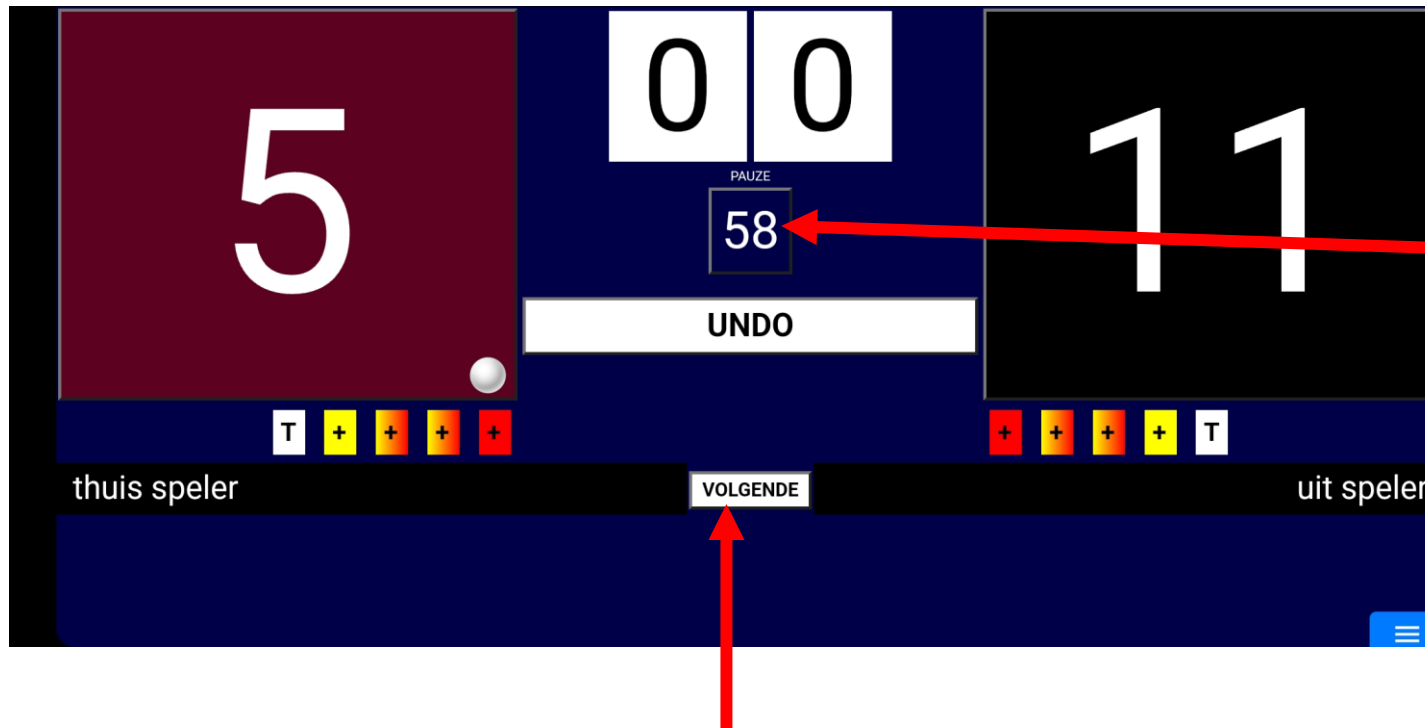 5 0 0 11
PAUZE
58
UNDO
T + + + + + + + + T
thuis speler VOLGENDE uit speler